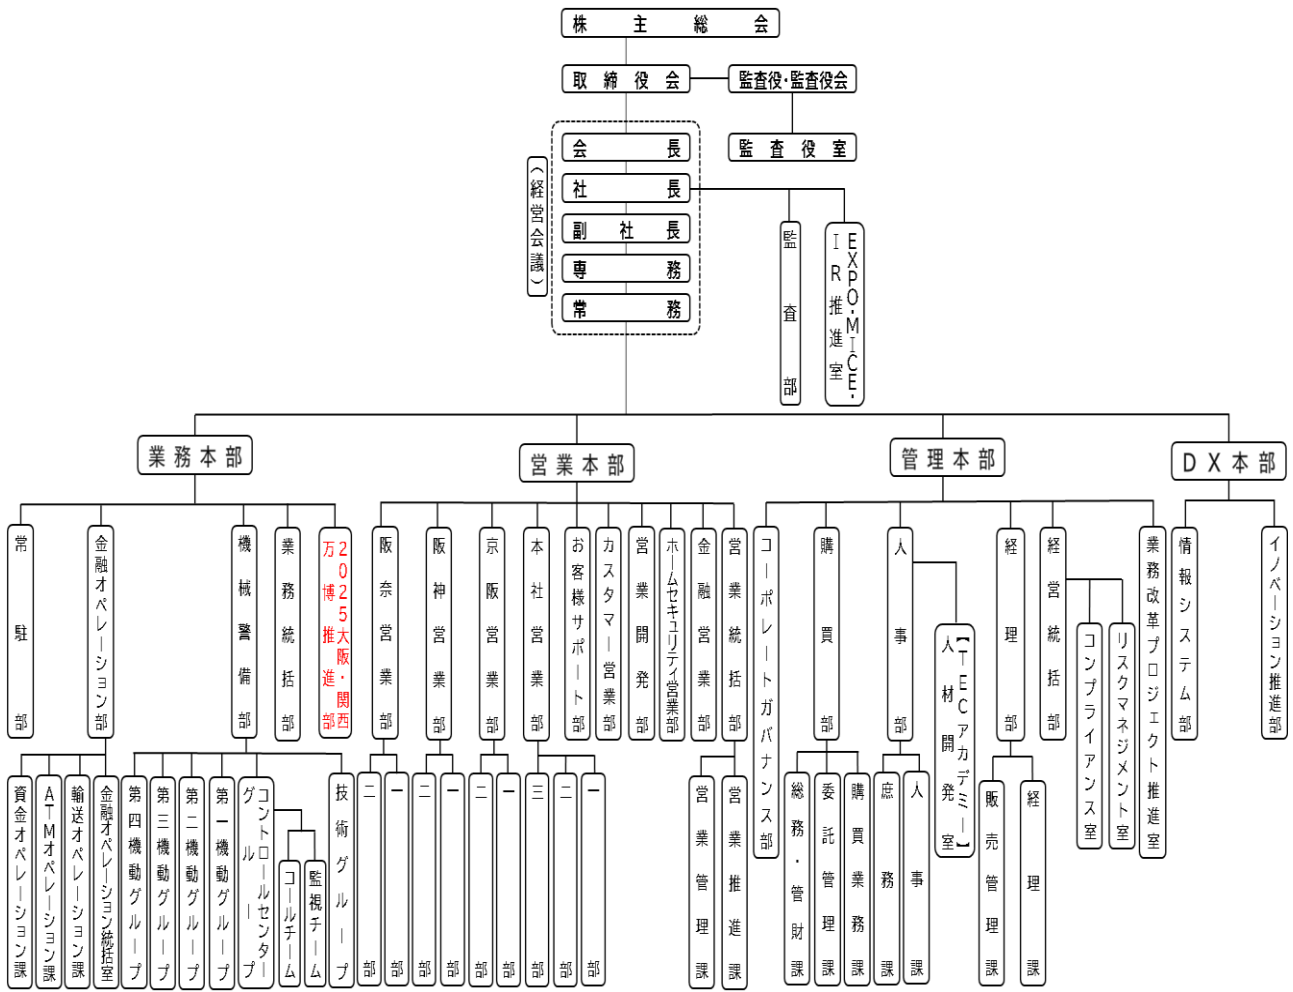 株主総会
取締役会
監査役・監査役会
監査役室
（経営会議）
会長
社長
副社長
専務
常務
監査部
EXPO・MICE・
IR推進室
業務本部
営業本部
管理本部
DX本部
常駐部
金融オペレーション部
機械警備部
業務統括部
2025大阪・関西
万博推進部
阪奈営業部
阪神営業部
京阪営業部
本社営業部
お客様サポート部
カスタマー営業部
営業開発部
ホームセキュリティ営業部
金融営業部
営業統括部
コーポレートガバナンス部
購買部
人事部
【TECアカデミー】
人材開発室
経理部
経営統括部
コンプライアンス室
リスクマネジメント室
業務改革プロジェクト推進室
情報システム部
イノベーション推進部
資金オペレーション課
ATMオペレーション課
輸送オペレーション課
金融オペレーション統括室
第四機動グループ
第三機動グループ
第二機動グループ
第一機動グループ
コントロールセンター
グループ
コールチーム
監視チーム
技術グループ
二部
一部
二部
一部
二部
一部
三部
二部
一部
営業管理課
営業推進課
総務・管財課
委託管理課
購買業務課
庶務課
人事課
販売管理課
経理課